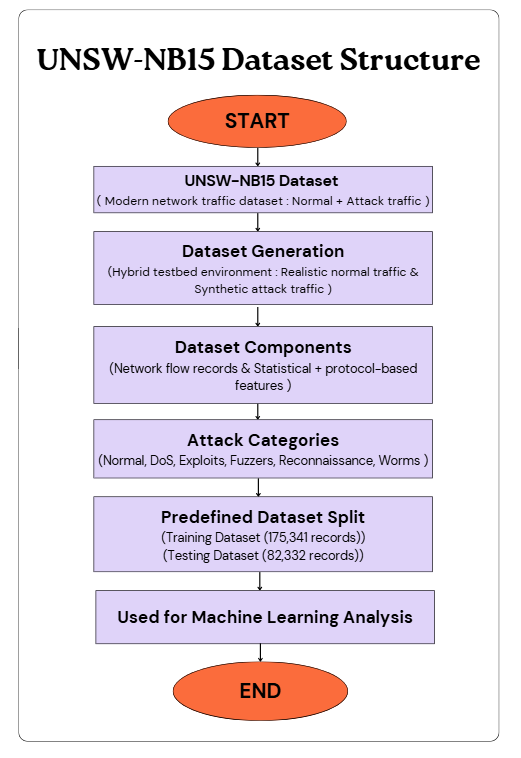 UNSW-NB15 Dataset Structure
START
UNSW-NB15 Dataset
( Modern network traffic dataset : Normal + Attack traffic )
Dataset Generation
(Hybrid testbed environment : Realistic normal traffic &
Synthetic attack traffic )
Dataset Components
(Network flow records & Statistical + protocol-based
features )
Attack Categories
(Normal, DoS, Exploits, Fuzzers, Reconnaissance, Worms )
Predefined Dataset Split
(Training Dataset (175,341 records))
(Testing Dataset (82,332 records))
Used for Machine Learning Analysis
END